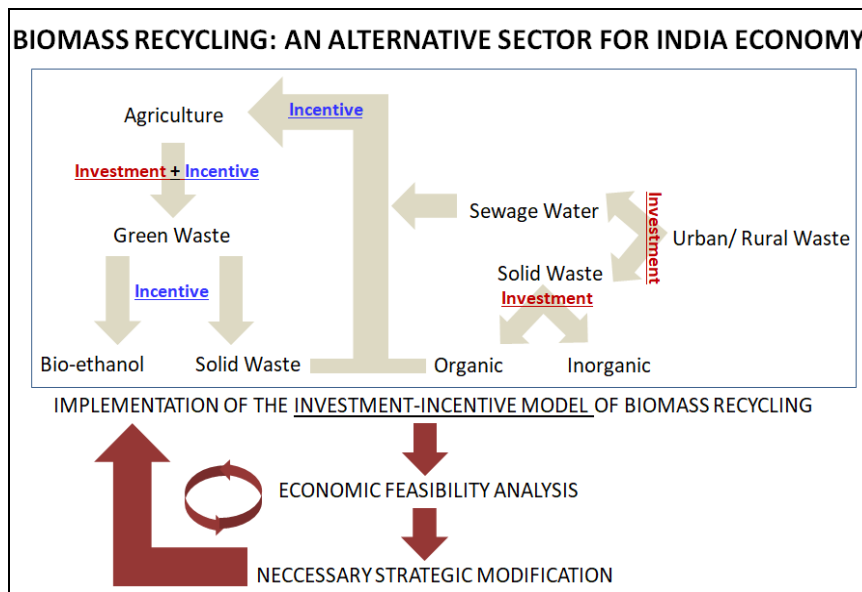 BIOMASS RECYCLING: AN ALTERNATIVE SECTOR FOR INDIA ECONOMY
Incentive
Agriculture
Investment + Incentive
Sewage Water
Investment
Urban/ Rural Waste
Green Waste
Solid Waste
Incentive
Investment
Bio-ethanol
Solid Waste
Organic
Inorganic
IMPLEMENTATION OF THE INVESTMENT-INCENTIVE MODEL OF BIOMASS RECYCLING
ECONOMIC FEASIBILITY ANALYSIS
NECCESSARY STRATEGIC MODIFICATION